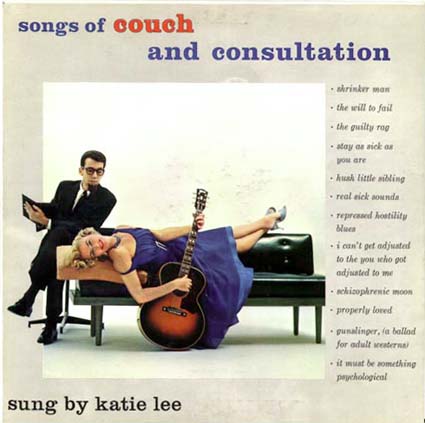 songs of couch
and consultation
· shrinker man
· the will to fail
· the guilty rag
· stay as sick as
you are
· hush little sibling
· real sick sounds
· repressed hostility
blues
· i can't get adjusted
to the you who got
adjusted to me
· schizophrenic moon
· properly loved
· gunslinger, (a ballad
for adult westerns)
· it must be something
psychological
sung by katie lee